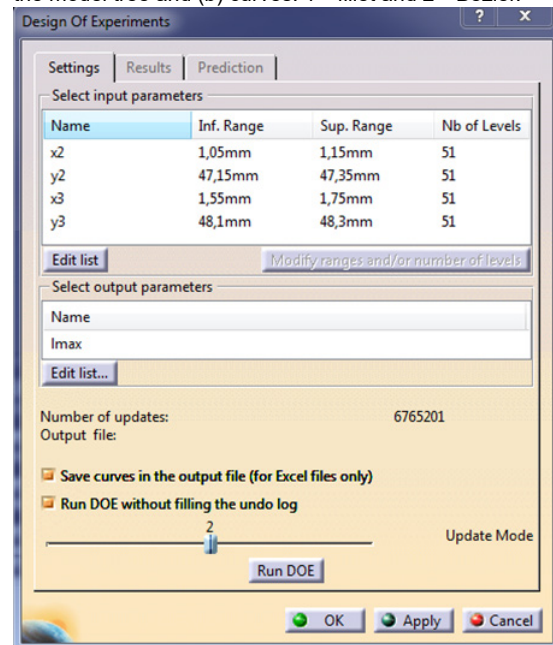 Design Of Experiments
? X
Settings Results Prediction
Select input parameters
Name Inf. Range Sup. Range Nb of Levels
x2 1,05mm 1,15mm 51
y2 47,15mm 47,35mm 51
x3 1,55mm 1,75mm 51
y3 48,1mm 48,3mm 51
Edit list Modify ranges and/or number of levels
Select output parameters
Name
Imax
Edit list...
Number of updates: 6765201
Output file:
Save curves in the output file (for Excel files only)
Run DOE without filling the undo log
2
Update Mode
Run DOE
OK Apply Cancel